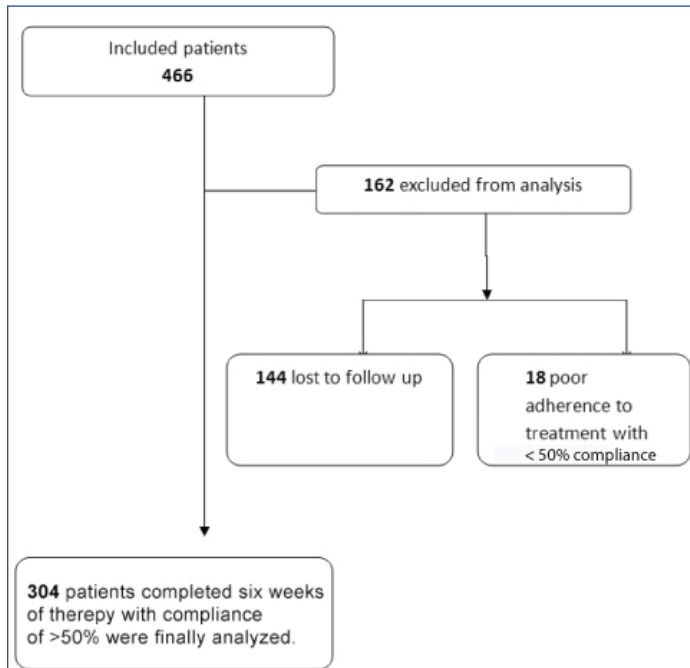 Included patients
466
162 excluded from analysis
144 lost to follow up
18 poor
adherence to
treatment with
< 50% compliance
304 patients completed six weeks
of therepy with compliance
of >50% were finally analyzed.